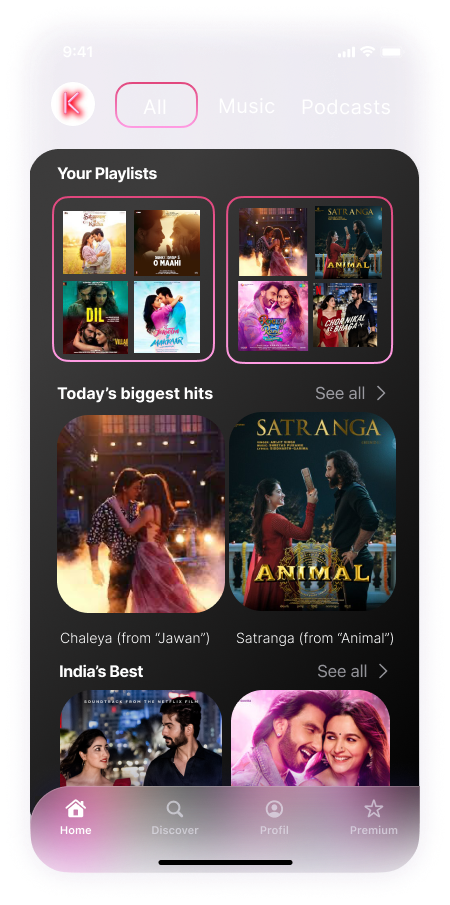 9:41
K
All
Music
Podcasts
Your Playlists
O MAAHI
SATRANGA
DIL
VILLAIN
ANIMAL
CHOR NIKAL
KE BHAGA
Today’s biggest hits
See all
SATRANGA
ANIMAL
Chaleya (from “Jawan”)
Satranga (from “Animal”)
India’s Best
See all
SOUNDTRACK FROM THE NETFLIX FILM
Home
Discover
Profil
Premium